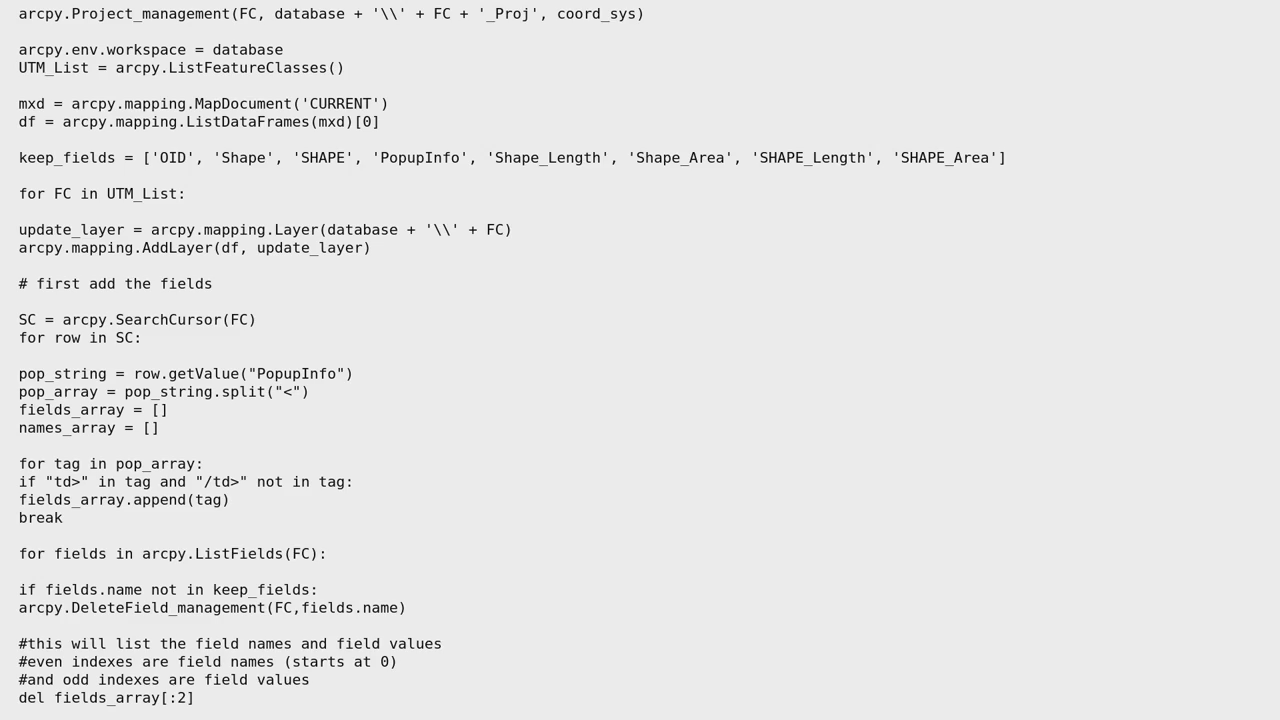 arcpy.Project_management(FC, database + '\\' + FC + '_Proj', coord_sys)
arcpy.env.workspace = database
UTM_List = arcpy.ListFeatureClasses()
mxd = arcpy.mapping.MapDocument('CURRENT')
df = arcpy.mapping.ListDataFrames(mxd)[0]
keep_fields = ['OID', 'Shape', 'SHAPE', 'PopupInfo', 'Shape_Length', 'Shape_Area', 'SHAPE_Length', 'SHAPE_Area']
for FC in UTM_List:
update_layer = arcpy.mapping.Layer(database + '\\' + FC)
arcpy.mapping.AddLayer(df, update_layer)
# first add the fields
SC = arcpy.SearchCursor(FC)
for row in SC:
pop_string = row.getValue("PopupInfo")
pop_array = pop_string.split("<")
fields_array = []
names_array = []
for tag in pop_array:
if "td>" in tag and "/td>" not in tag:
fields_array.append(tag)
break
for fields in arcpy.ListFields(FC):
if fields.name not in keep_fields:
arcpy.DeleteField_management(FC,fields.name)
#this will list the field names and field values
#even indexes are field names (starts at 0)
#and odd indexes are field values
del fields_array[:2]